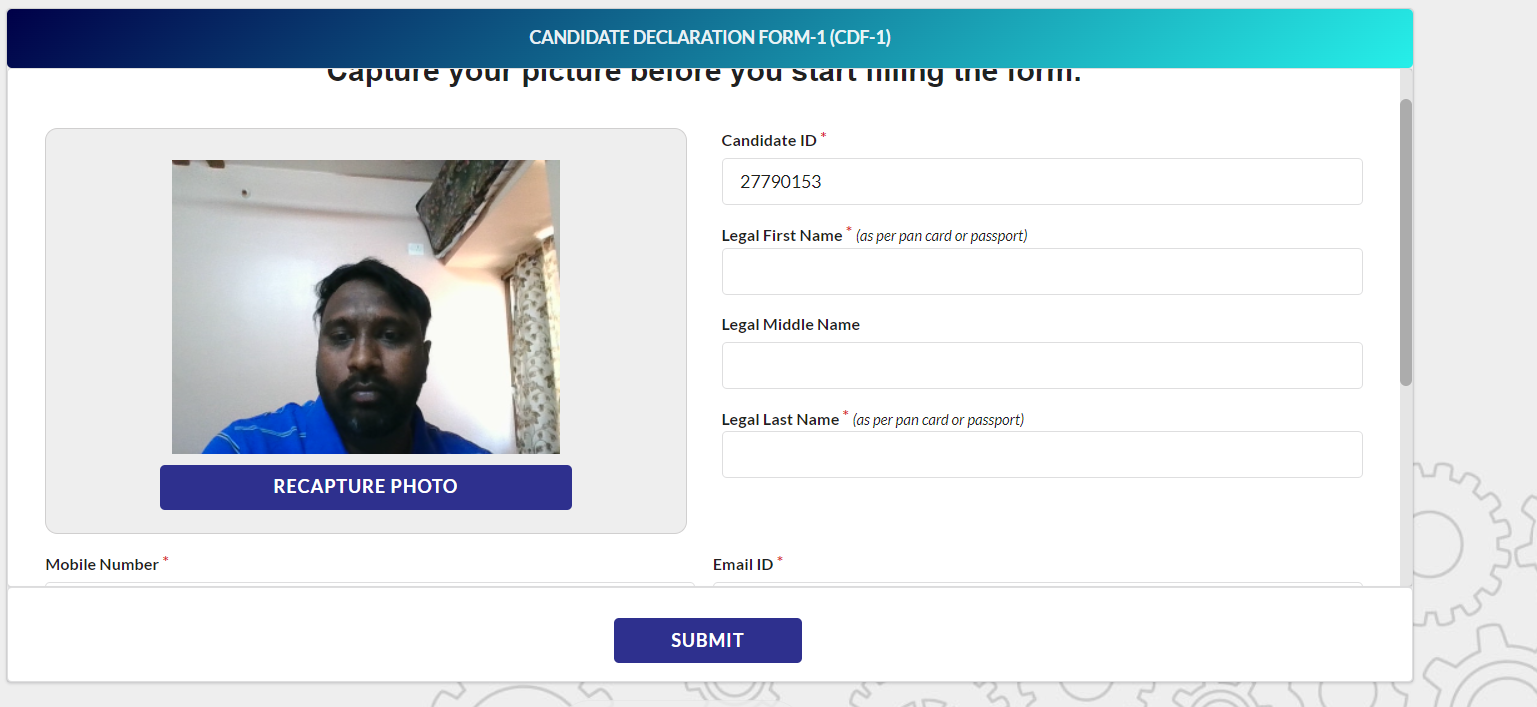 CANDIDATE DECLARATION FORM-1 (CDF-1)
Capture your picture before you start filling the form.
Candidate ID *
27790153
Legal First Name * (as per pan card or passport)
Legal Middle Name
Legal Last Name * (as per pan card or passport)
RECAPTURE PHOTO
Mobile Number *
Email ID *
SUBMIT